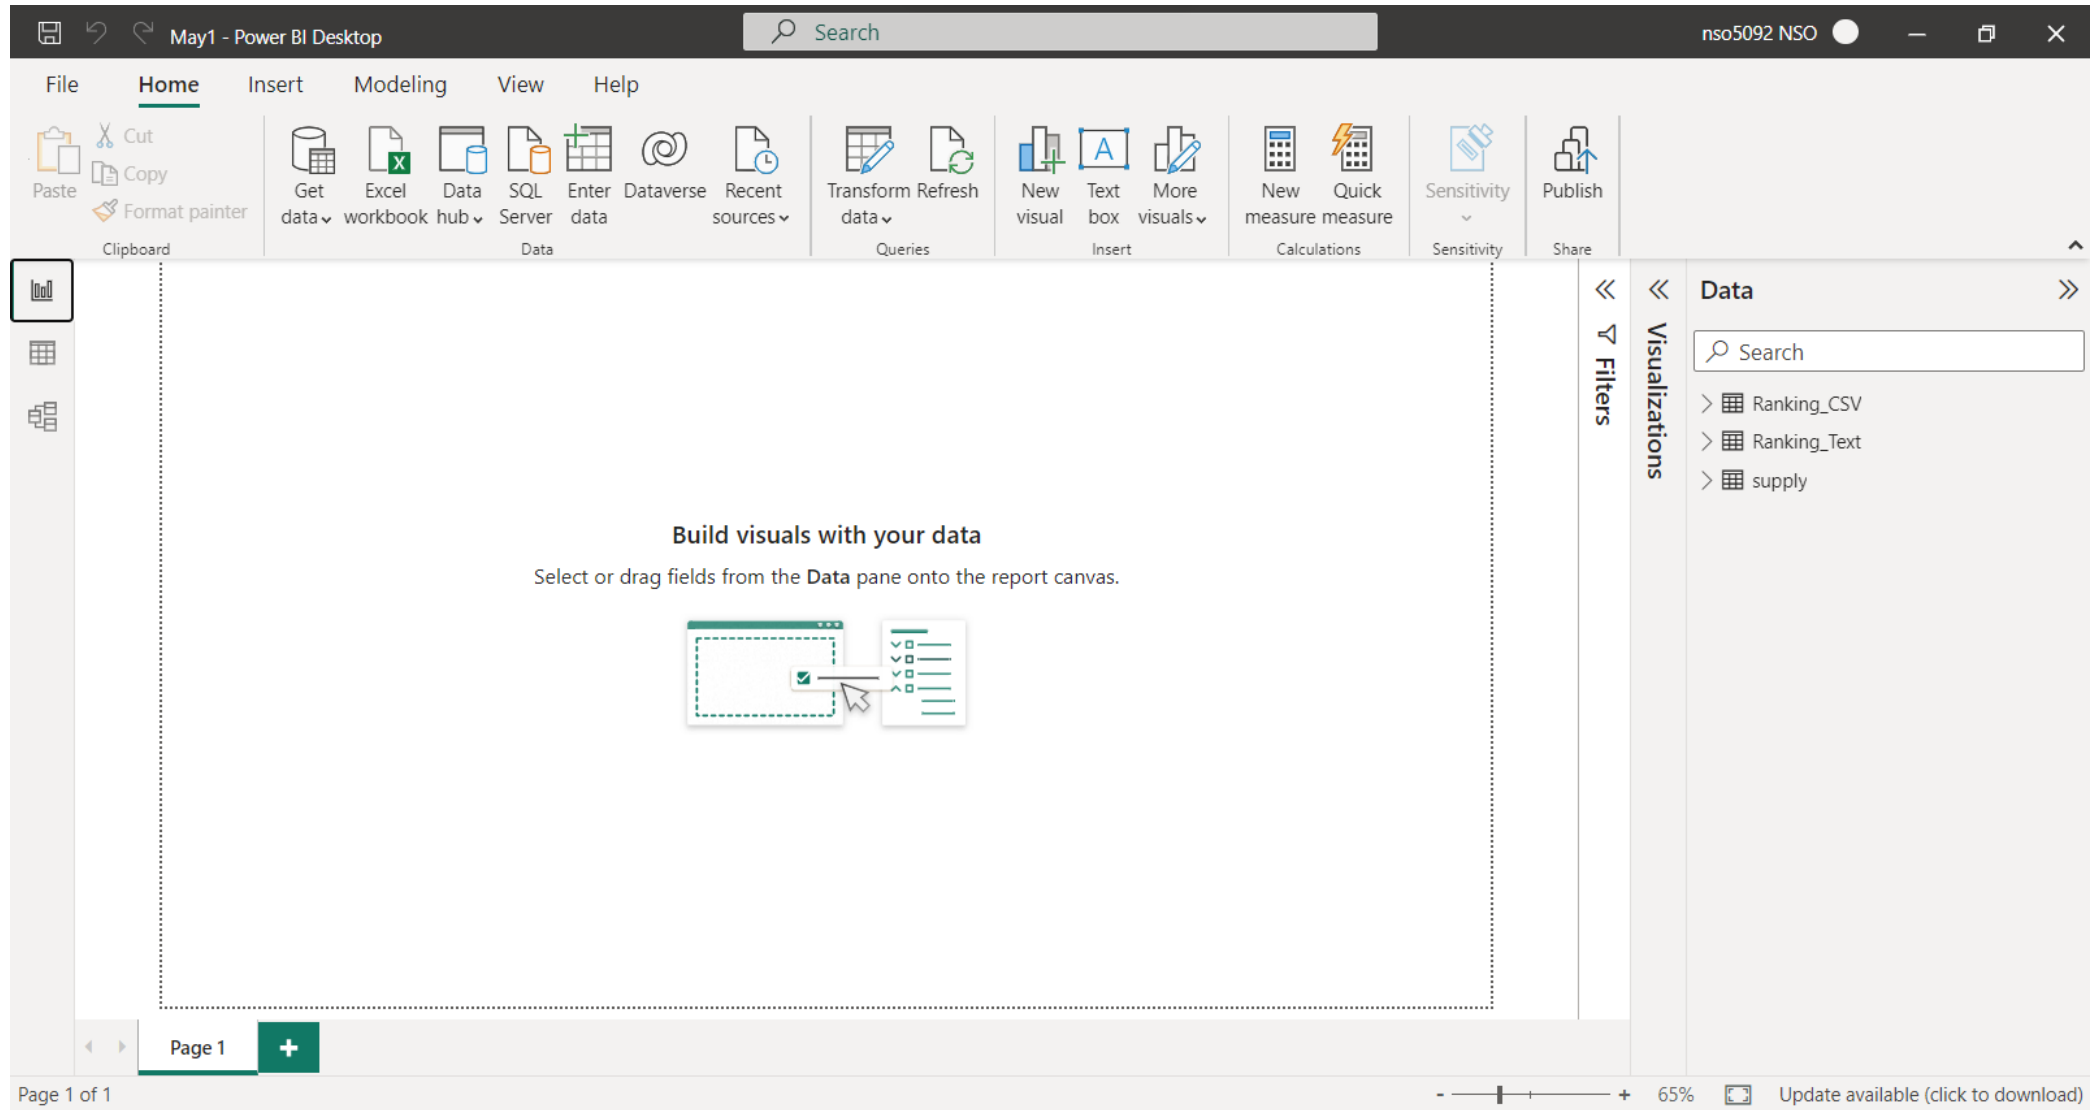 May1 - Power BI Desktop
Search
nso5092 NSO
File Home Insert Modeling View Help
Paste
Cut
Copy
Format painter
Clipboard
Get data
Excel workbook
Data hub
SQL Server
Enter data
Dataverse
Recent sources
Data
Transform data
Refresh
Queries
New visual
Text box
More visuals
Insert
New measure
Quick measure
Calculations
Sensitivity
Sensitivity
Publish
Share
Build visuals with your data
Select or drag fields from the Data pane onto the report canvas.
Filters
Visualizations
Data
Search
Ranking_CSV
Ranking_Text
supply
Page 1
Page 1 of 1
- + 65%
Update available (click to download)